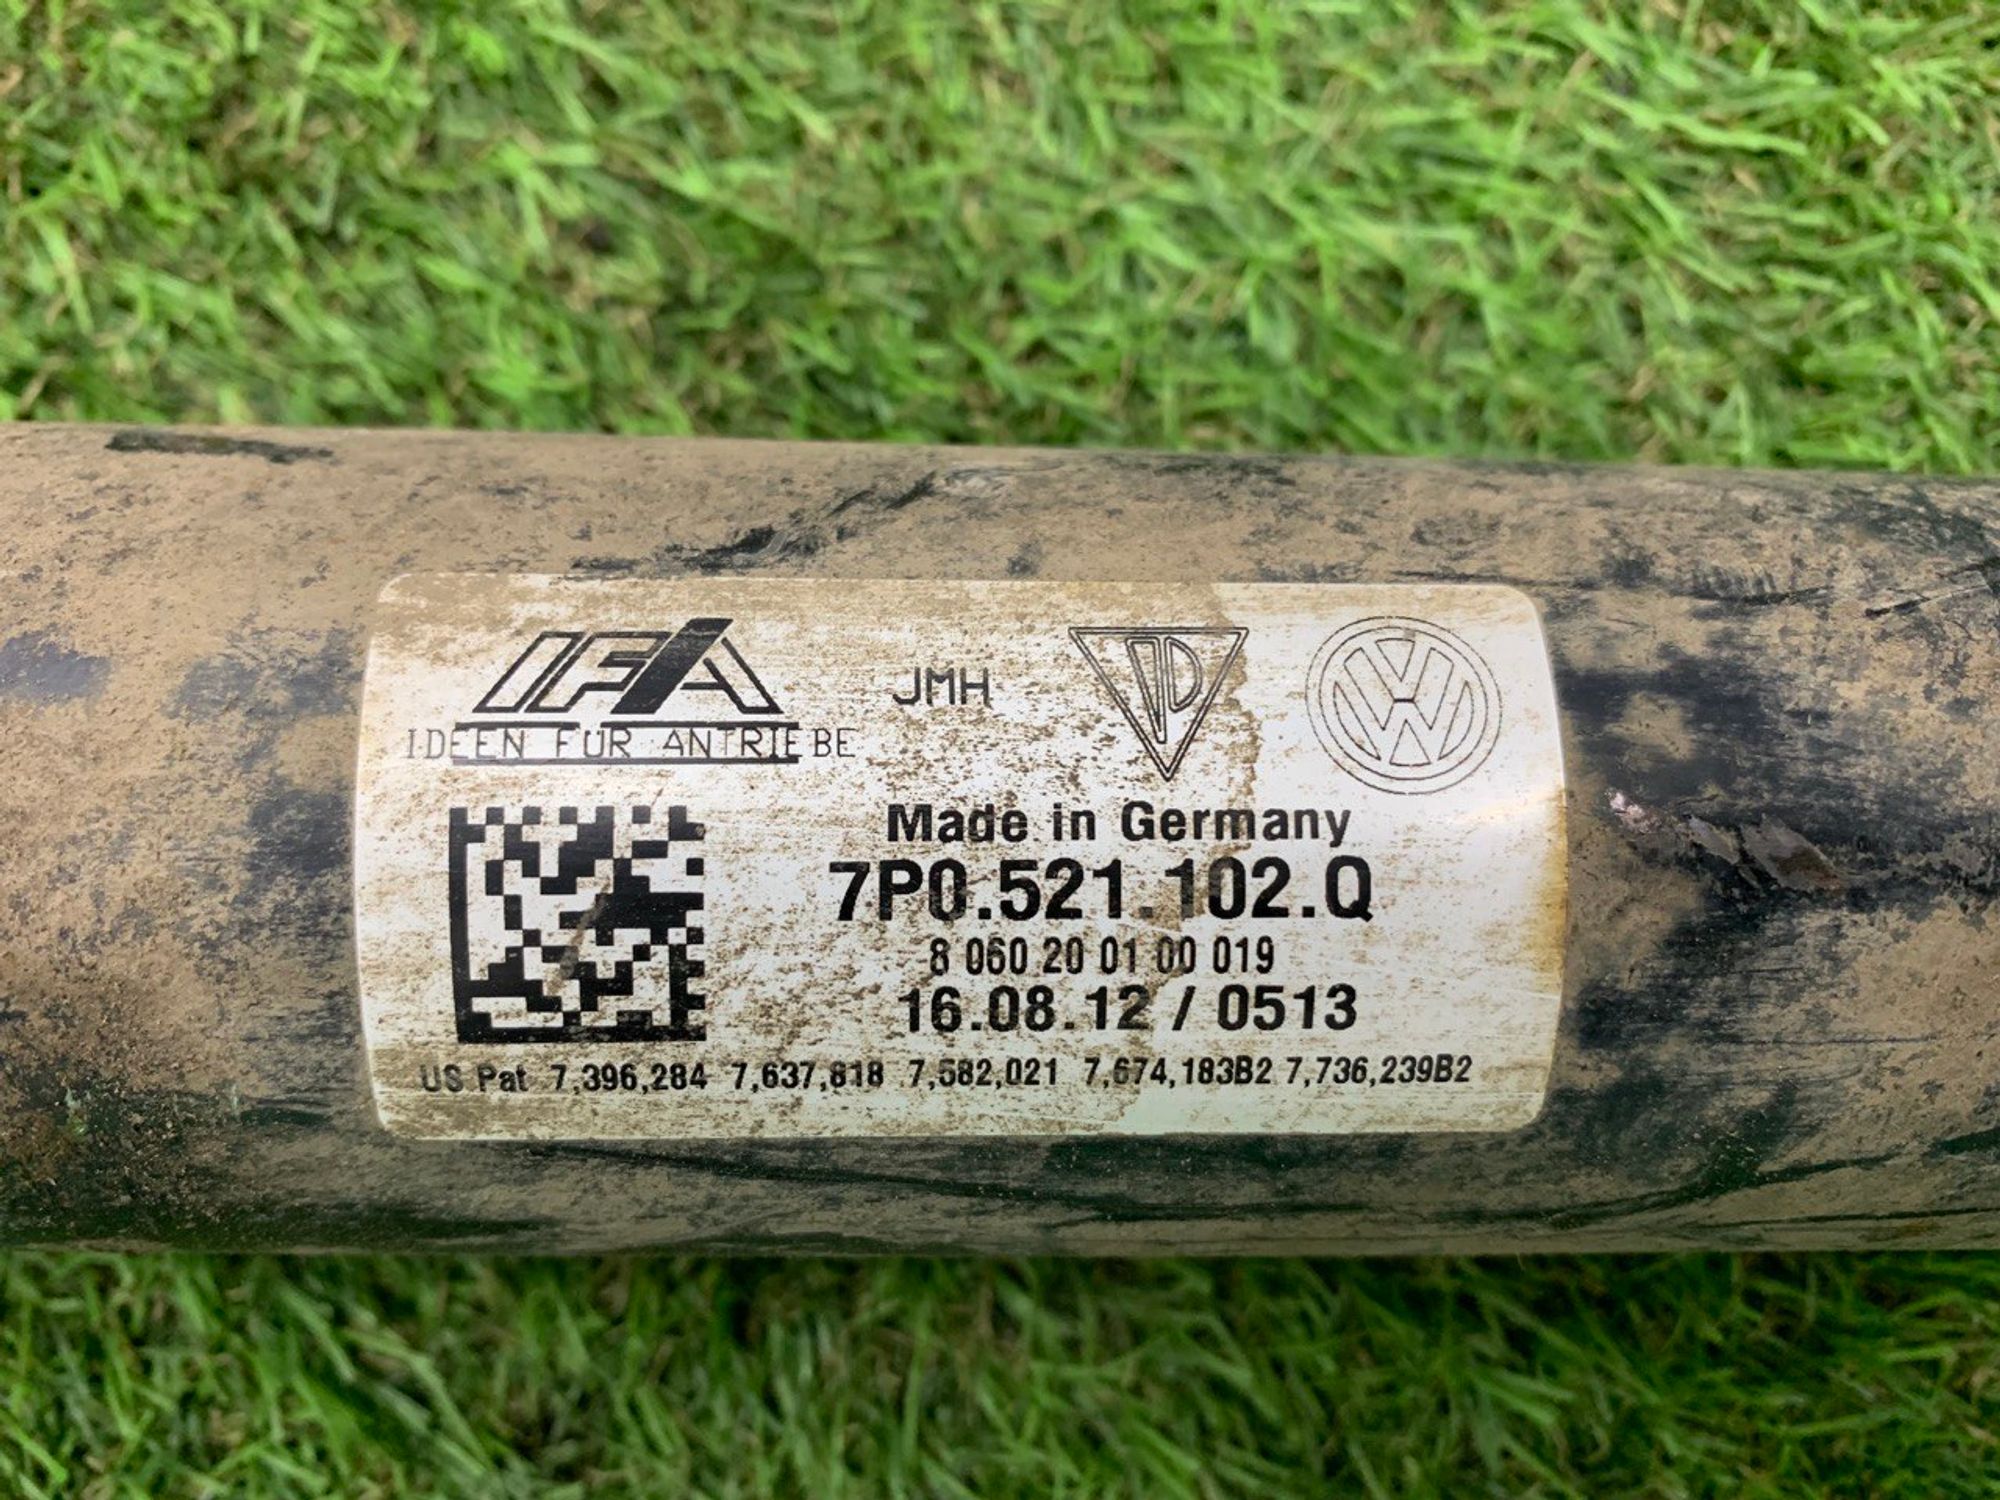 IFA
IDEEN FÜR ANTRIEBE
JMH
VW
Made in Germany
7P0.521.102.Q
8 060 20 01 00 019
16.08.12 / 0513
US Pat 7,396,284 7,637,818 7,582,021 7,674,183B2 7,736,239B2